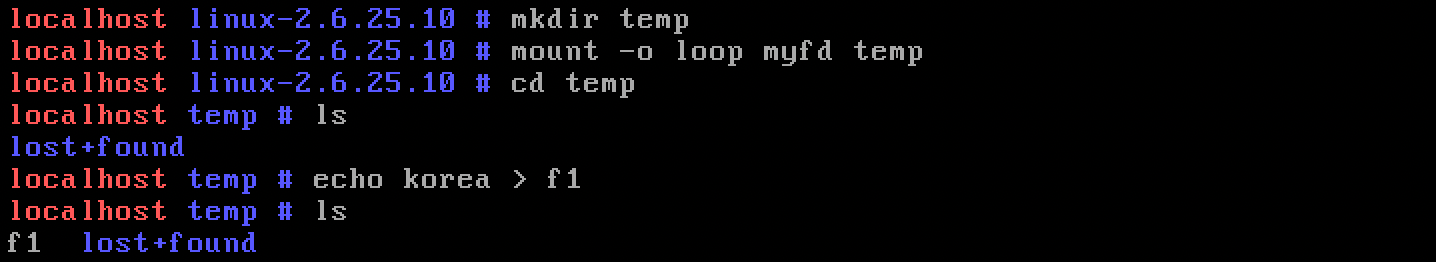 localhost linux-2.6.25.10 # mkdir temp
localhost linux-2.6.25.10 # mount -o loop myfd temp
localhost linux-2.6.25.10 # cd temp
localhost temp # ls
lost+found
localhost temp # echo korea > f1
localhost temp # ls
f1  lost+found